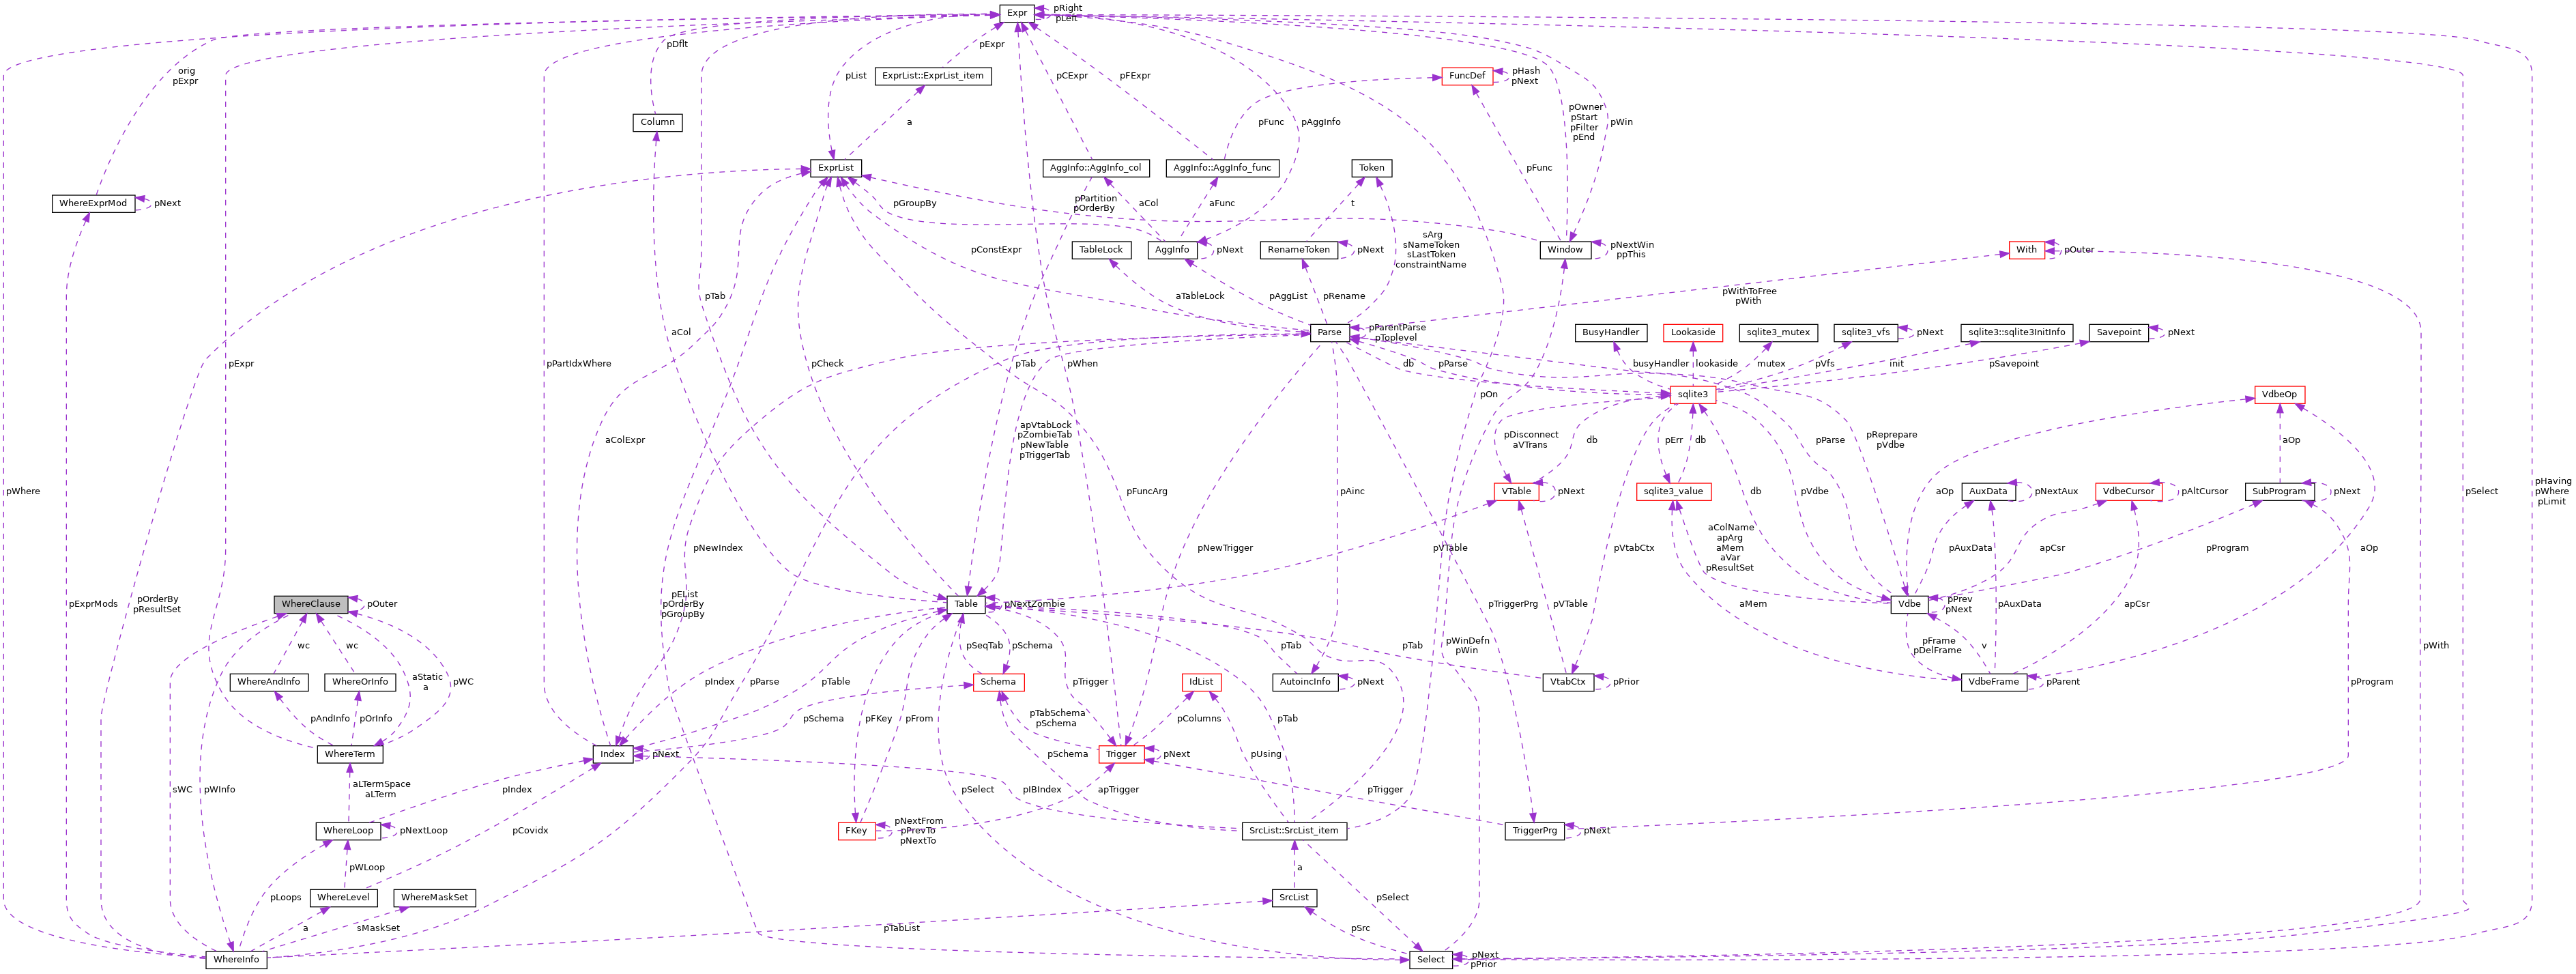 Expr
pRight
pLeft
pDflt
orig
pExpr
pList
ExprList::ExprList_item
pExpr
pCExpr
pFExpr
FuncDef
pHash
pNext
pOwner
pStart
pFilter
pEnd
pWin
Column
a
pFunc
pAggInfo
ExprList
AggInfo::AggInfo_col
AggInfo::AggInfo_func
Token
pFunc
WhereExprMod
pNext
pGroupBy
pPartition
pOrderBy
aCol
aFunc
t
sArg
sNameToken
sLastToken
constraintName
pConstExpr
TableLock
AggInfo
pNext
RenameToken
pNext
Window
pNextWin
ppThis
With
pOuter
pTab
aTableLock
pAggList
pRename
pWithToFree
pWith
aCol
Parse
pParentParse
pToplevel
BusyHandler
Lookaside
sqlite3_mutex
sqlite3_vfs
pNext
sqlite3::sqlite3InitInfo
Savepoint
pNext
pExpr
pPartIdxWhere
pCheck
pTab
pWhen
db
pParse
busyHandler
lookaside
mutex
pVfs
init
pSavepoint
pOn
sqlite3
VdbeOp
aColExpr
apVtabLock
pZombieTab
pNewTable
pTriggerTab
pDisconnect
aVTrans
db
pErr
db
pParse
pReprepare
pVdbe
aOp
pWhere
pFuncArg
pAinc
VTable
pNext
sqlite3_value
pVdbe
db
aOp
AuxData
pNextAux
VdbeCursor
pAltCursor
SubProgram
pNext
pSelect
pHaving
pWhere
pLimit
pNewIndex
pNewTrigger
pVTable
pVtabCtx
aColName
apArg
aMem
aVar
pResultSet
pAuxData
apCsr
pProgram
aOp
WhereClause
pOuter
pExprMods
pOrderBy
pResultSet
pEList
pOrderBy
pGroupBy
Table
pNextZombie
pTriggerPrg
pVTable
aMem
Vdbe
pPrev
pNext
pAuxData
apCsr
wc
wc
pSeqTab
pSchema
pTab
pWinDefn
pWin
pTab
pFrame
pDelFrame
v
pWith
WhereAndInfo
WhereOrInfo
aStatic
a
pWC
pParse
pIndex
pTable
Schema
pTrigger
IdList
AutoincInfo
pNext
VtabCtx
pPrior
VdbeFrame
pParent
pProgram
pAndInfo
pOrInfo
pSchema
pFKey
pFrom
pTabSchema
pSchema
pColumns
pTab
WhereTerm
Index
pNext
pSchema
Trigger
pNext
pUsing
sWC
pWInfo
aLTermSpace
aLTerm
pIndex
pSelect
pIBIndex
apTrigger
pTrigger
WhereLoop
pNextLoop
pCovidx
FKey
pNextFrom
pPrevTo
pNextTo
SrcList::SrcList_item
TriggerPrg
pNext
pWLoop
a
pLoops
WhereLevel
WhereMaskSet
SrcList
pSelect
a
sMaskSet
pTabList
pSrc
WhereInfo
Select
pNext
pPrior